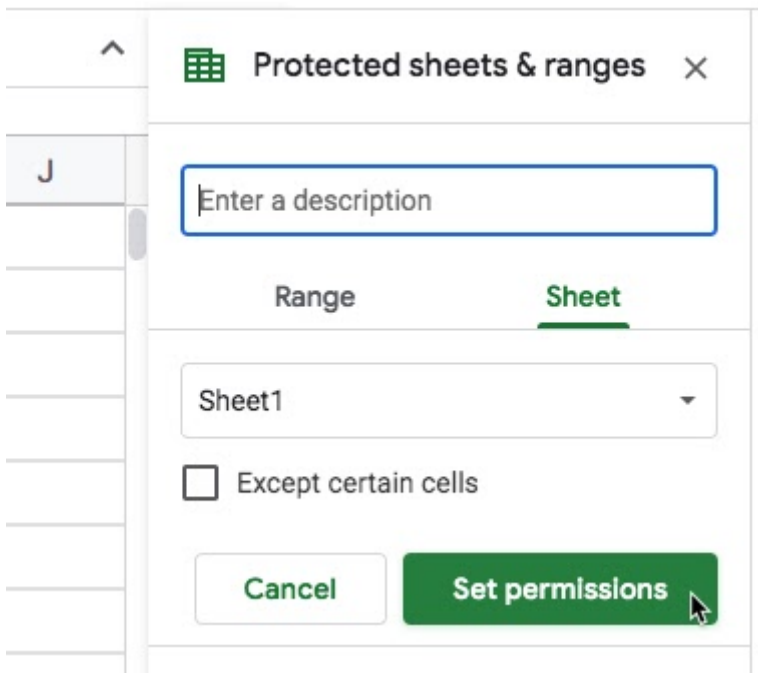 Protected sheets & ranges
J
Enter a description
Range Sheet
Sheet1
Except certain cells
Cancel Set permissions